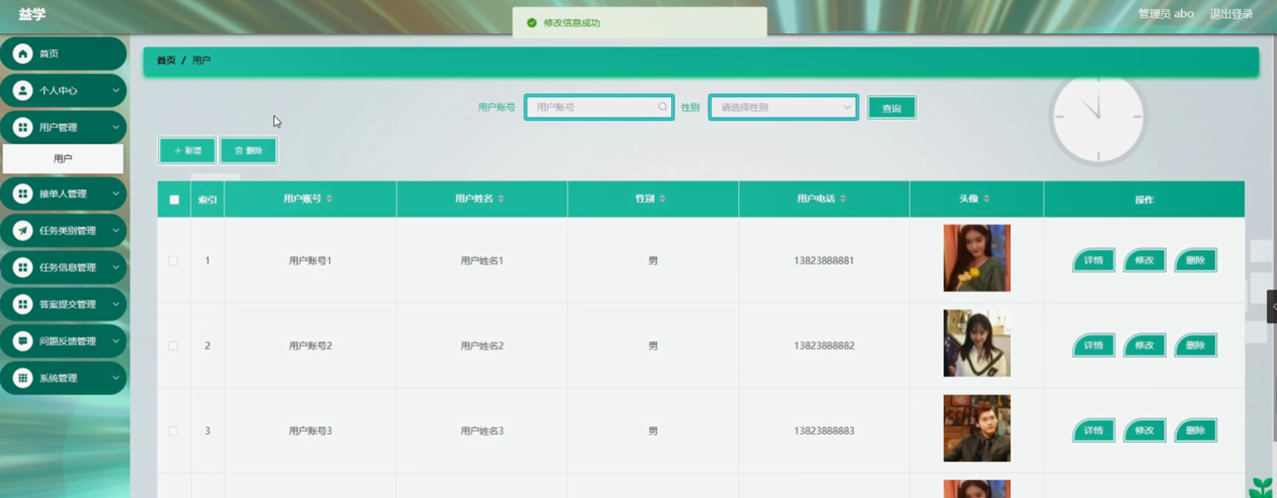 益学
修改信息成功
管理员 abo 退出登录
首页
个人中心
用户管理
用户
接单人管理
任务类别管理
任务信息管理
答案提交管理
问题反馈管理
系统管理
首页 / 用户
用户账号 用户账号 性别 请选择性别 查询
+ 新增 删除
索引 用户账号 用户姓名 性别 用户电话 头像 操作
1 用户账号1 用户姓名1 男 13823888881 详情 修改 删除
2 用户账号2 用户姓名2 男 13823888882 详情 修改 删除
3 用户账号3 用户姓名3 男 13823888883 详情 修改 删除